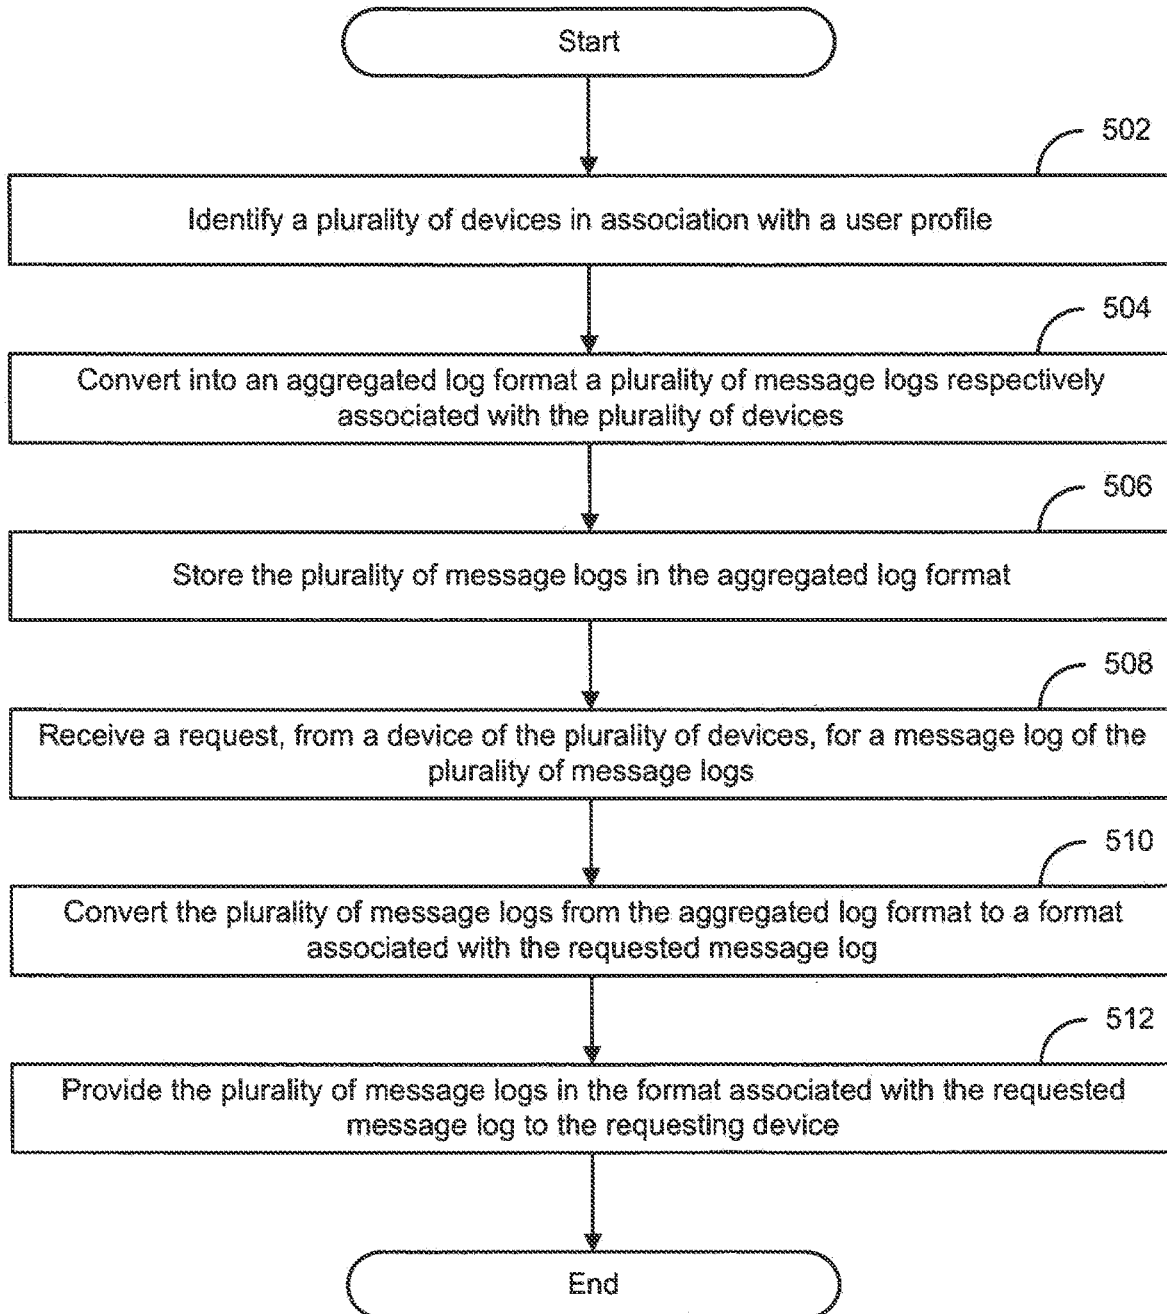 Start
502
Identify a plurality of devices in association with a user profile
504
Convert into an aggregated log format a plurality of message logs respectively
associated with the plurality of devices
506
Store the plurality of message logs in the aggregated log format
508
Receive a request, from a device of the plurality of devices, for a message log of the
plurality of message logs
510
Convert the plurality of message logs from the aggregated log format to a format
associated with the requested message log
512
Provide the plurality of message logs in the format associated with the requested
message log to the requesting device
End